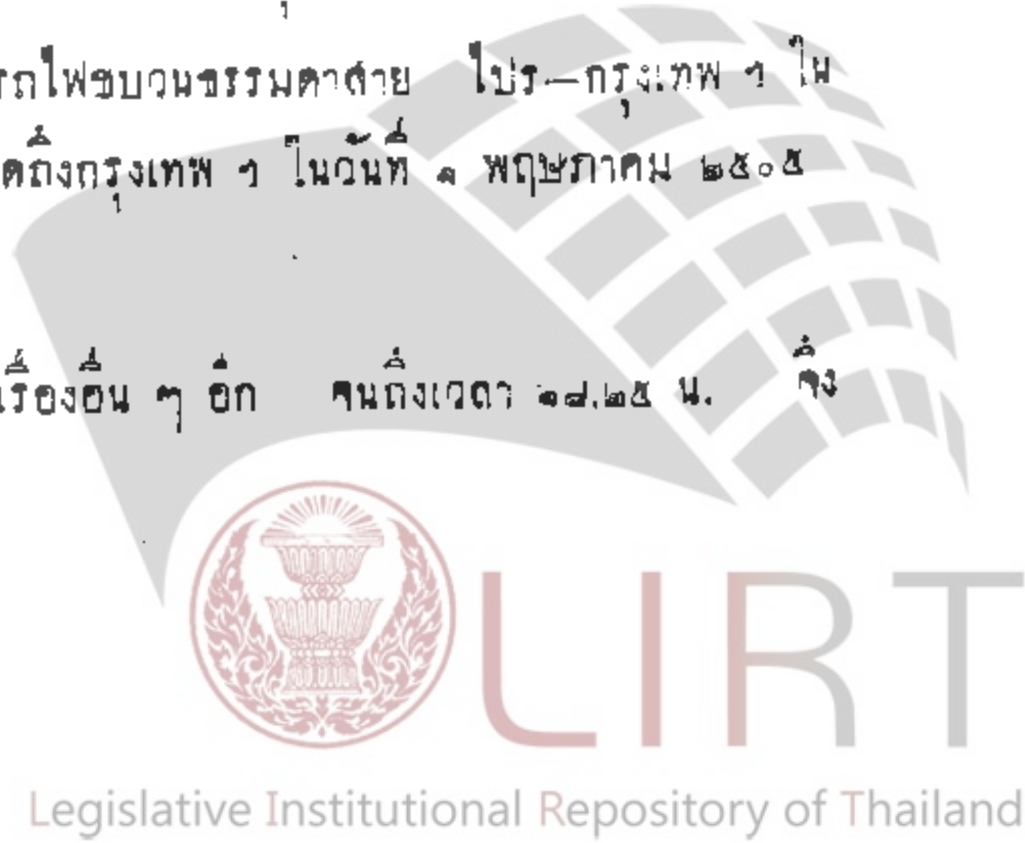 รถไฟขบวนธรรมดาสาย ไปร—กรุงเทพ ฯ ใน
ดถึงกรุงเทพ ฯ ในวันที่ ๑ พฤษภาคม ๒๕๐๕
เรื่องอื่น ๆ อีก จนถึงเวลา ๑๘.๒๕ น. จึง
LIRT
Legislative Institutional Repository of Thailand